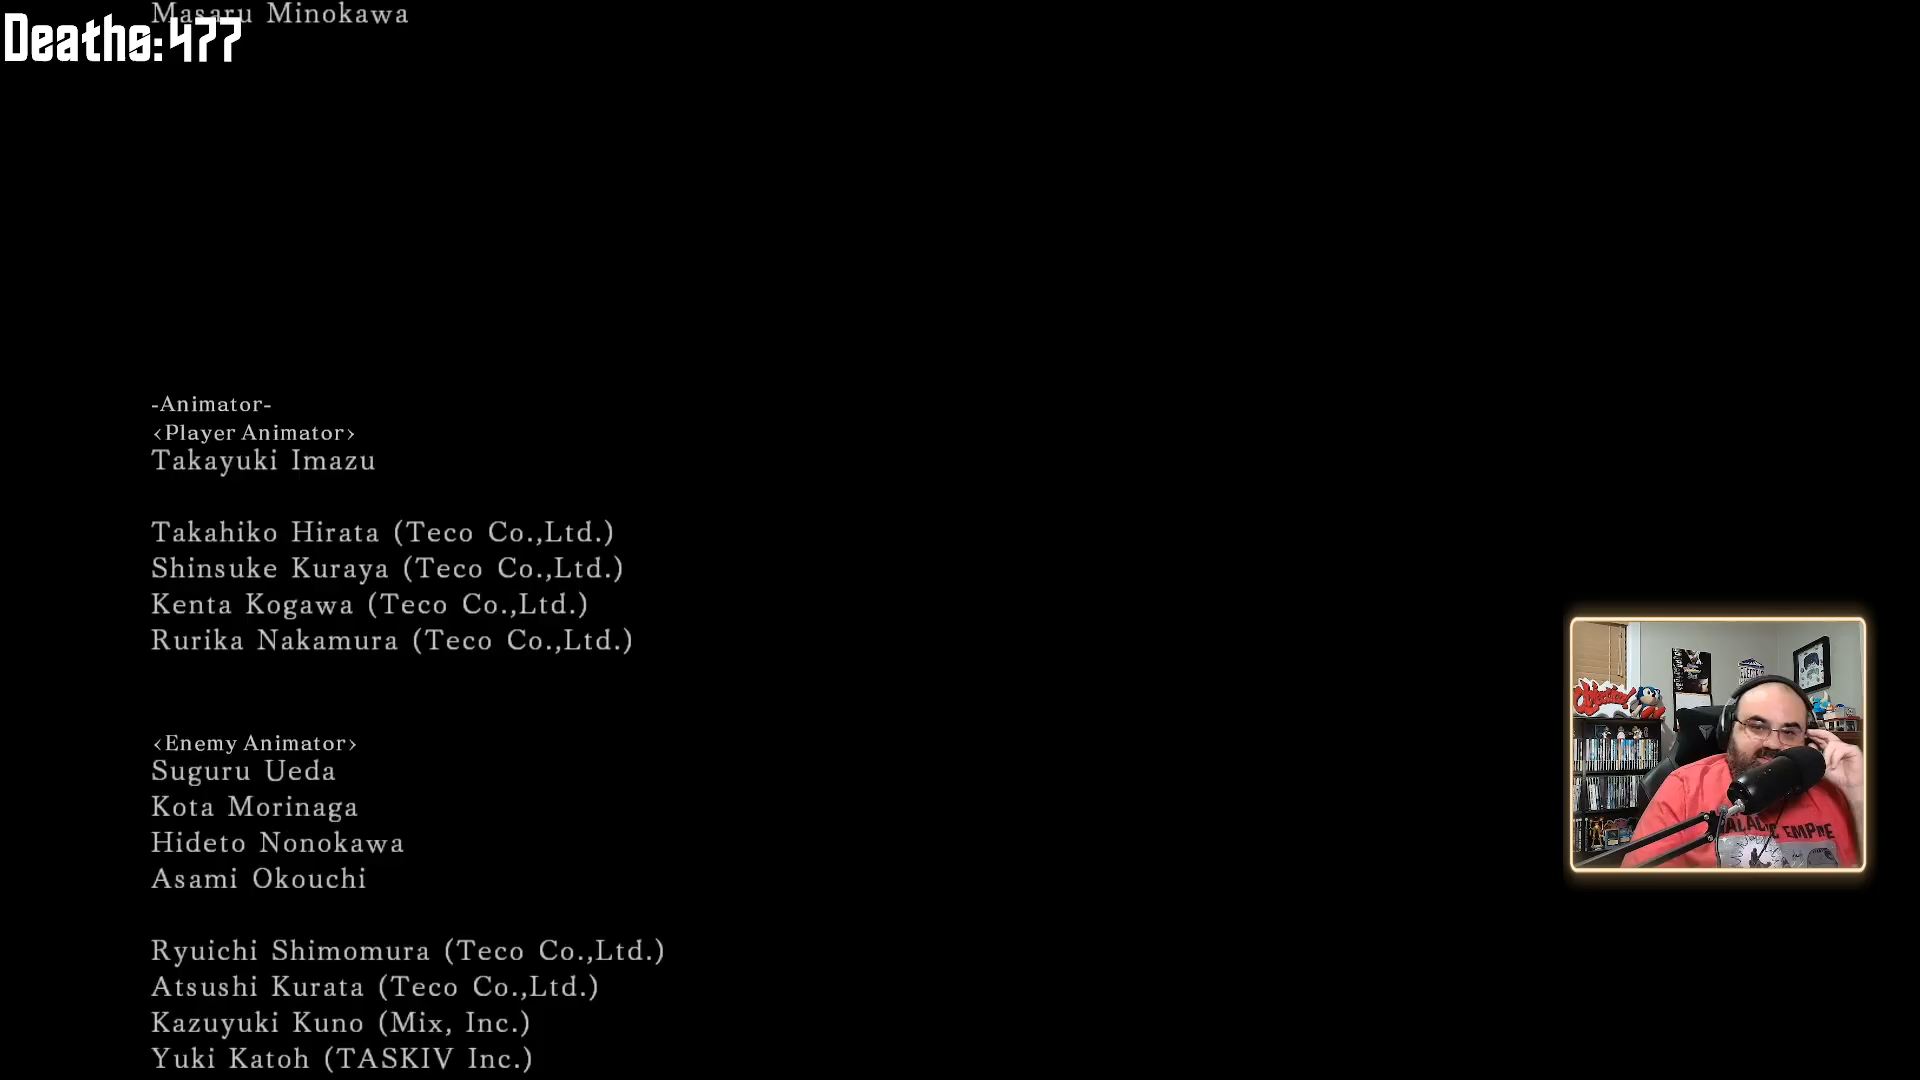 Masaru Minokawa
Deaths:477
-Animator-
<Player Animator>
Takayuki Imazu
Takahiko Hirata (Teco Co.,Ltd.)
Shinsuke Kuraya (Teco Co.,Ltd.)
Kenta Kogawa (Teco Co.,Ltd.)
Rurika Nakamura (Teco Co.,Ltd.)
<Enemy Animator>
Suguru Ueda
Kota Morinaga
Hideto Nonokawa
Asami Okouchi
Ryuichi Shimomura (Teco Co.,Ltd.)
Atsushi Kurata (Teco Co.,Ltd.)
Kazuyuki Kuno (Mix, Inc.)
Yuki Katoh (TASKIV Inc.)
Objection!
EMPIRE